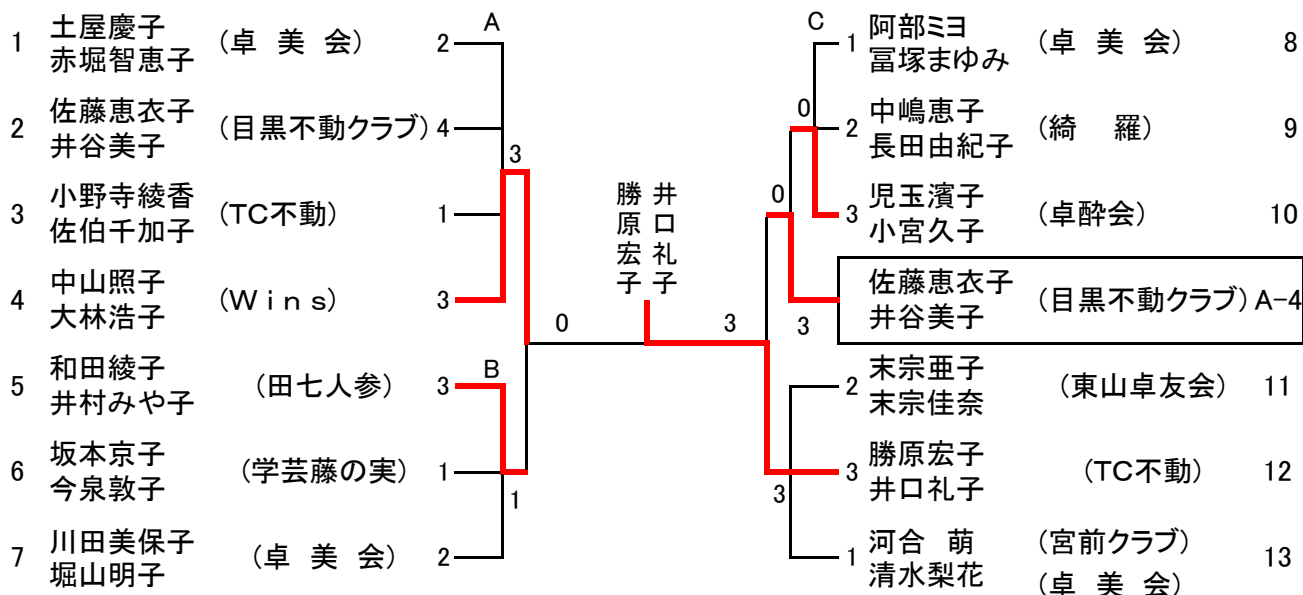 A
1 土屋慶子 (卓 美 会) 2
赤堀智恵子
2 佐藤恵衣子 (目黒不動クラブ) 4
井谷美子
3
3 小野寺綾香 (TC不動) 1
佐伯千加子
4 中山照子 (Wins) 3
大林浩子
0
B
5 和田綾子 (田七人参) 3
井村みや子
6 坂本京子 (学芸藤の実) 1
今泉敦子
1
7 川田美保子 (卓 美 会) 2
堀山明子
井口礼子
勝原宏子
3
C
1 阿部ミヨ (卓 美 会) 8
冨塚まゆみ
0
2 中嶋恵子 (綺 羅) 9
長田由紀子
0
3 児玉濱子 (卓酔会) 10
小宮久子
佐藤恵衣子 (目黒不動クラブ) A-4
井谷美子
3
2 末宗亜子 (東山卓友会) 11
末宗佳奈
3 勝原宏子 (TC不動) 12
井口礼子
3
1 河合 萌 (宮前クラブ) 13
清水梨花 (卓 美 会)